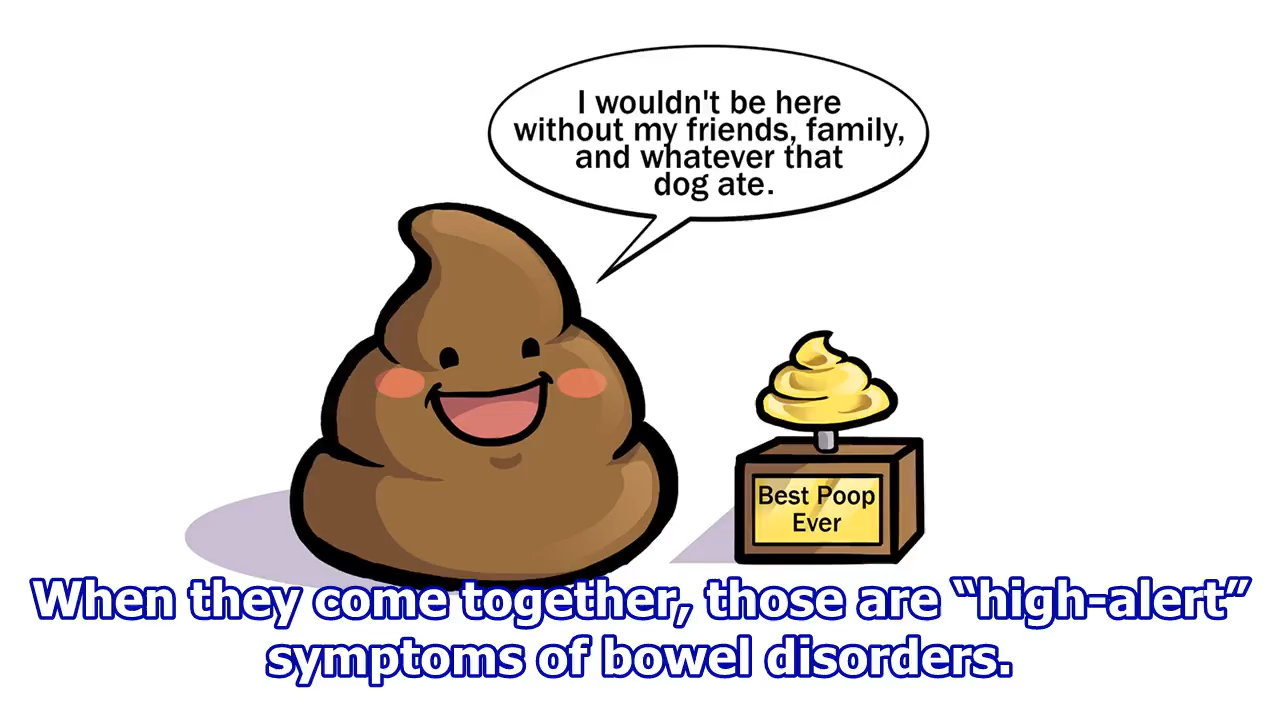 I wouldn't be here
without my friends, family,
and whatever that
dog ate.
Best Poop
Ever
When they come together, those are “high-alert”
symptoms of bowel disorders.